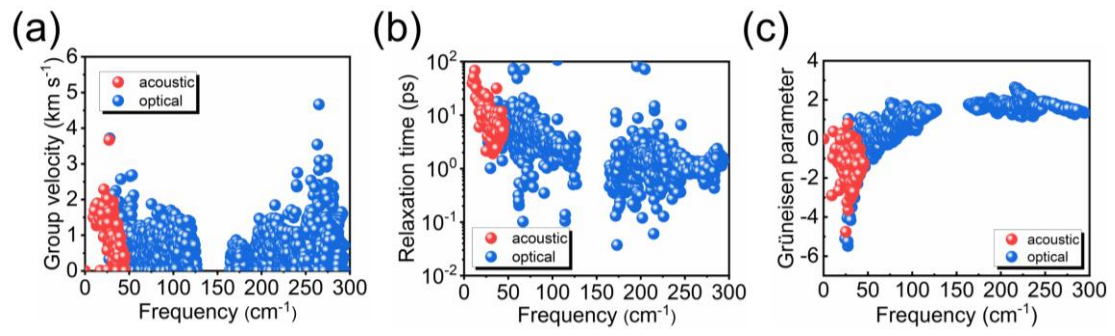 (a)
Group velocity (km s⁻¹)
6
5
4
3
2
1
0
acoustic
optical
0 50 100 150 200 250 300
Frequency (cm⁻¹)
(b)
Relaxation time (ps)
10²
10¹
10⁰
10⁻¹
10⁻²
acoustic
optical
0 50 100 150 200 250 300
Frequency (cm⁻¹)
(c)
Grüneisen parameter
4
2
0
-2
-4
-6
acoustic
optical
0 50 100 150 200 250 300
Frequency (cm⁻¹)